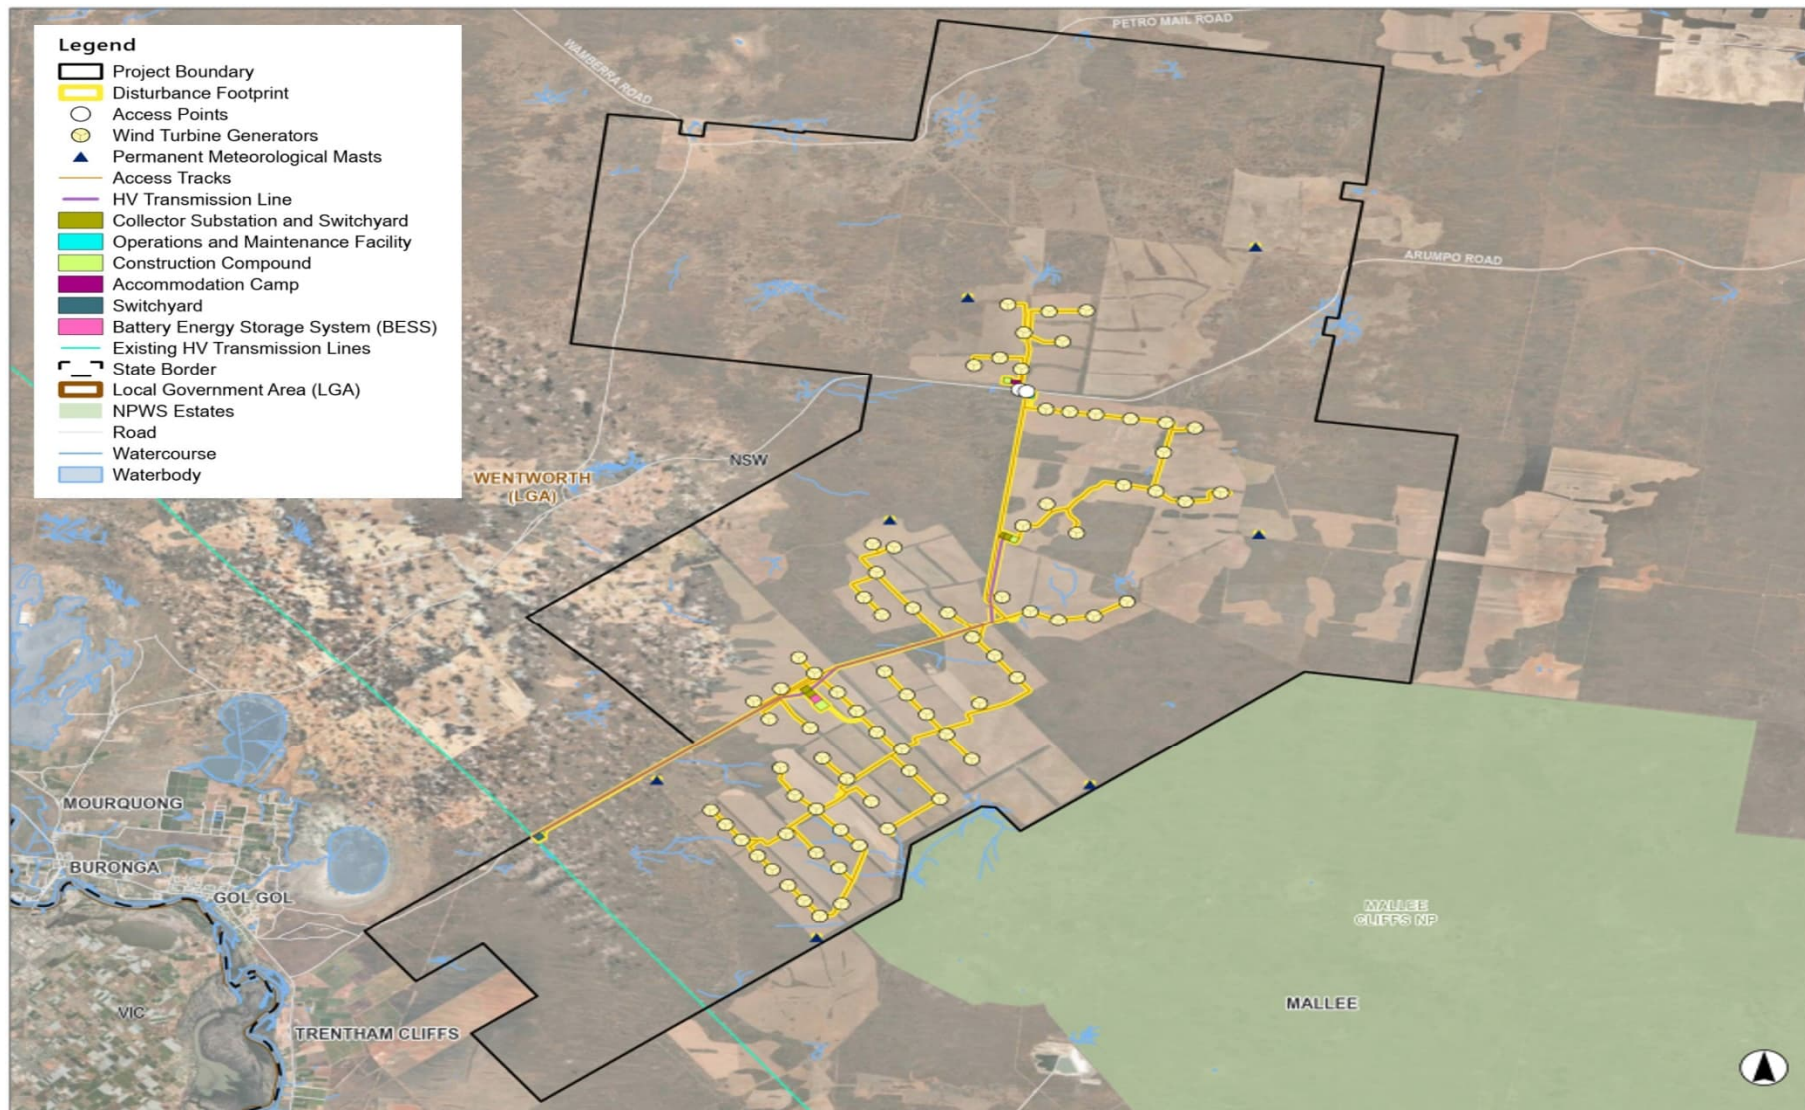 Legend
Project Boundary
Disturbance Footprint
Access Points
Wind Turbine Generators
Permanent Meteorological Masts
Access Tracks
HV Transmission Line
Collector Substation and Switchyard
Operations and Maintenance Facility
Construction Compound
Accommodation Camp
Switchyard
Battery Energy Storage System (BESS)
Existing HV Transmission Lines
State Border
Local Government Area (LGA)
NPWS Estates
Road
Watercourse
Waterbody
PETRO MAIL ROAD
WAMBERRA ROAD
ARUMPO ROAD
NSW
WENTWORTH
(LGA)
MOURQUONG
BURONGA
GOL GOL
MALLEE
CLIFFS NP
MALLEE
VIC
TRENTHAM CLIFFS